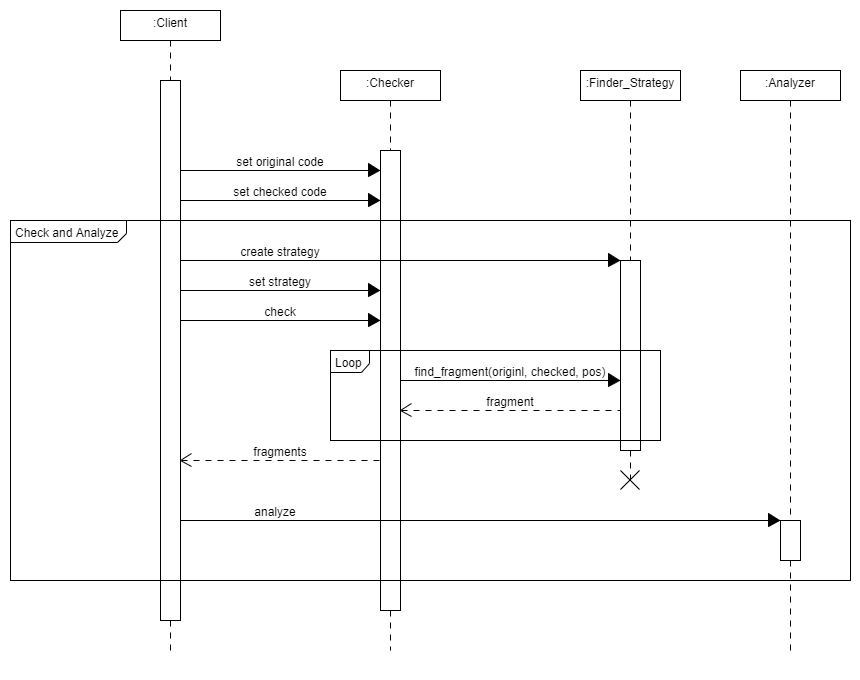 :Client
:Checker
:Finder_Strategy
:Analyzer
set original code
set checked code
Check and Analyze
create strategy
set strategy
check
Loop
find_fragment(originl, checked, pos)
fragment
fragments
analyze